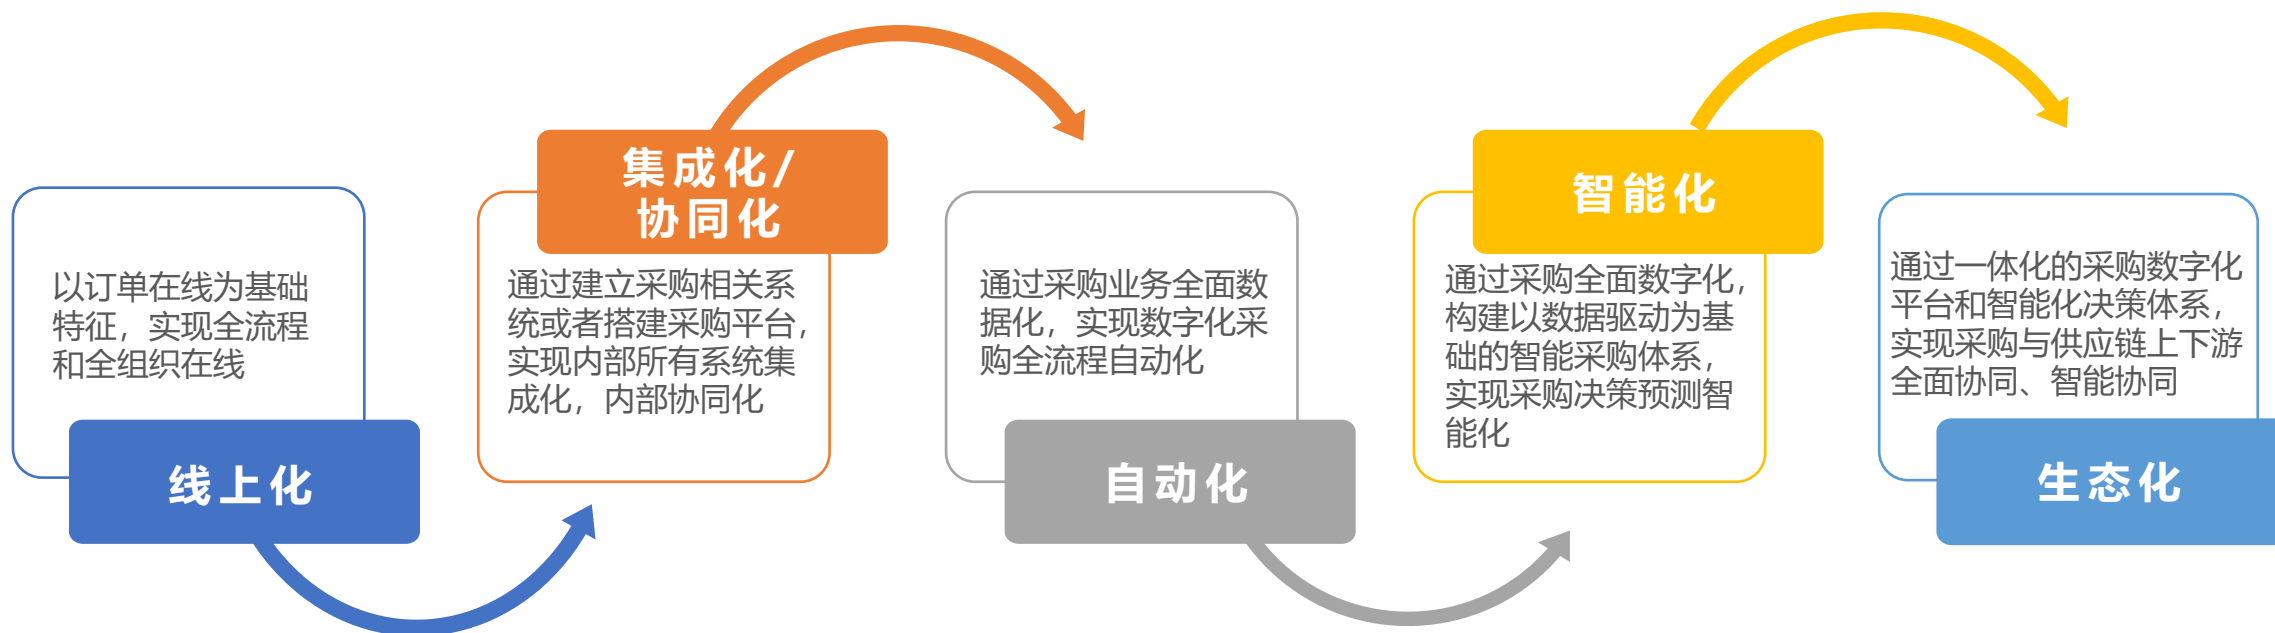 以订单在线为基础
特征，实现全流程
和全组织在线
线上化
集成化/
协同化
通过建立采购相关系
统或者搭建采购平台，
实现内部所有系统集
成化，内部协同化
通过采购业务全面数
据化，实现数字化采
购全流程自动化
自动化
智能化
通过采购全面数字化，
构建以数据驱动为基
础的智能采购体系，
实现采购决策预测智
能化
通过一体化的采购数字化
平台和智能化决策体系，
实现采购与供应链上下游
全面协同、智能协同
生态化